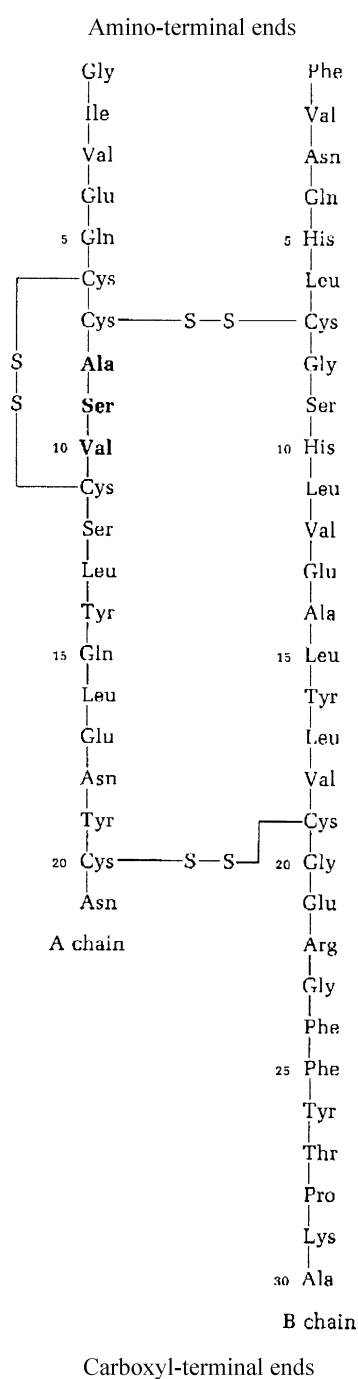 Amino-terminal ends
Gly Phe
Ile Val
Val Asn
Glu Gln
5 Gln 5 His
Cys Leu
Cys S S Cys
S Ala Gly
S Ser Ser
10 Val 10 His
Cys Leu
Ser Val
Leu Glu
Tyr Ala
15 Gln 15 Leu
Leu Tyr
Glu Leu
Asn Val
Tyr Cys
20 Cys S S 20 Gly
Asn Glu
A chain Arg
Gly
Phe
25 Phe
Tyr
Thr
Pro
Lys
30 Ala
B chain
Carboxyl-terminal ends